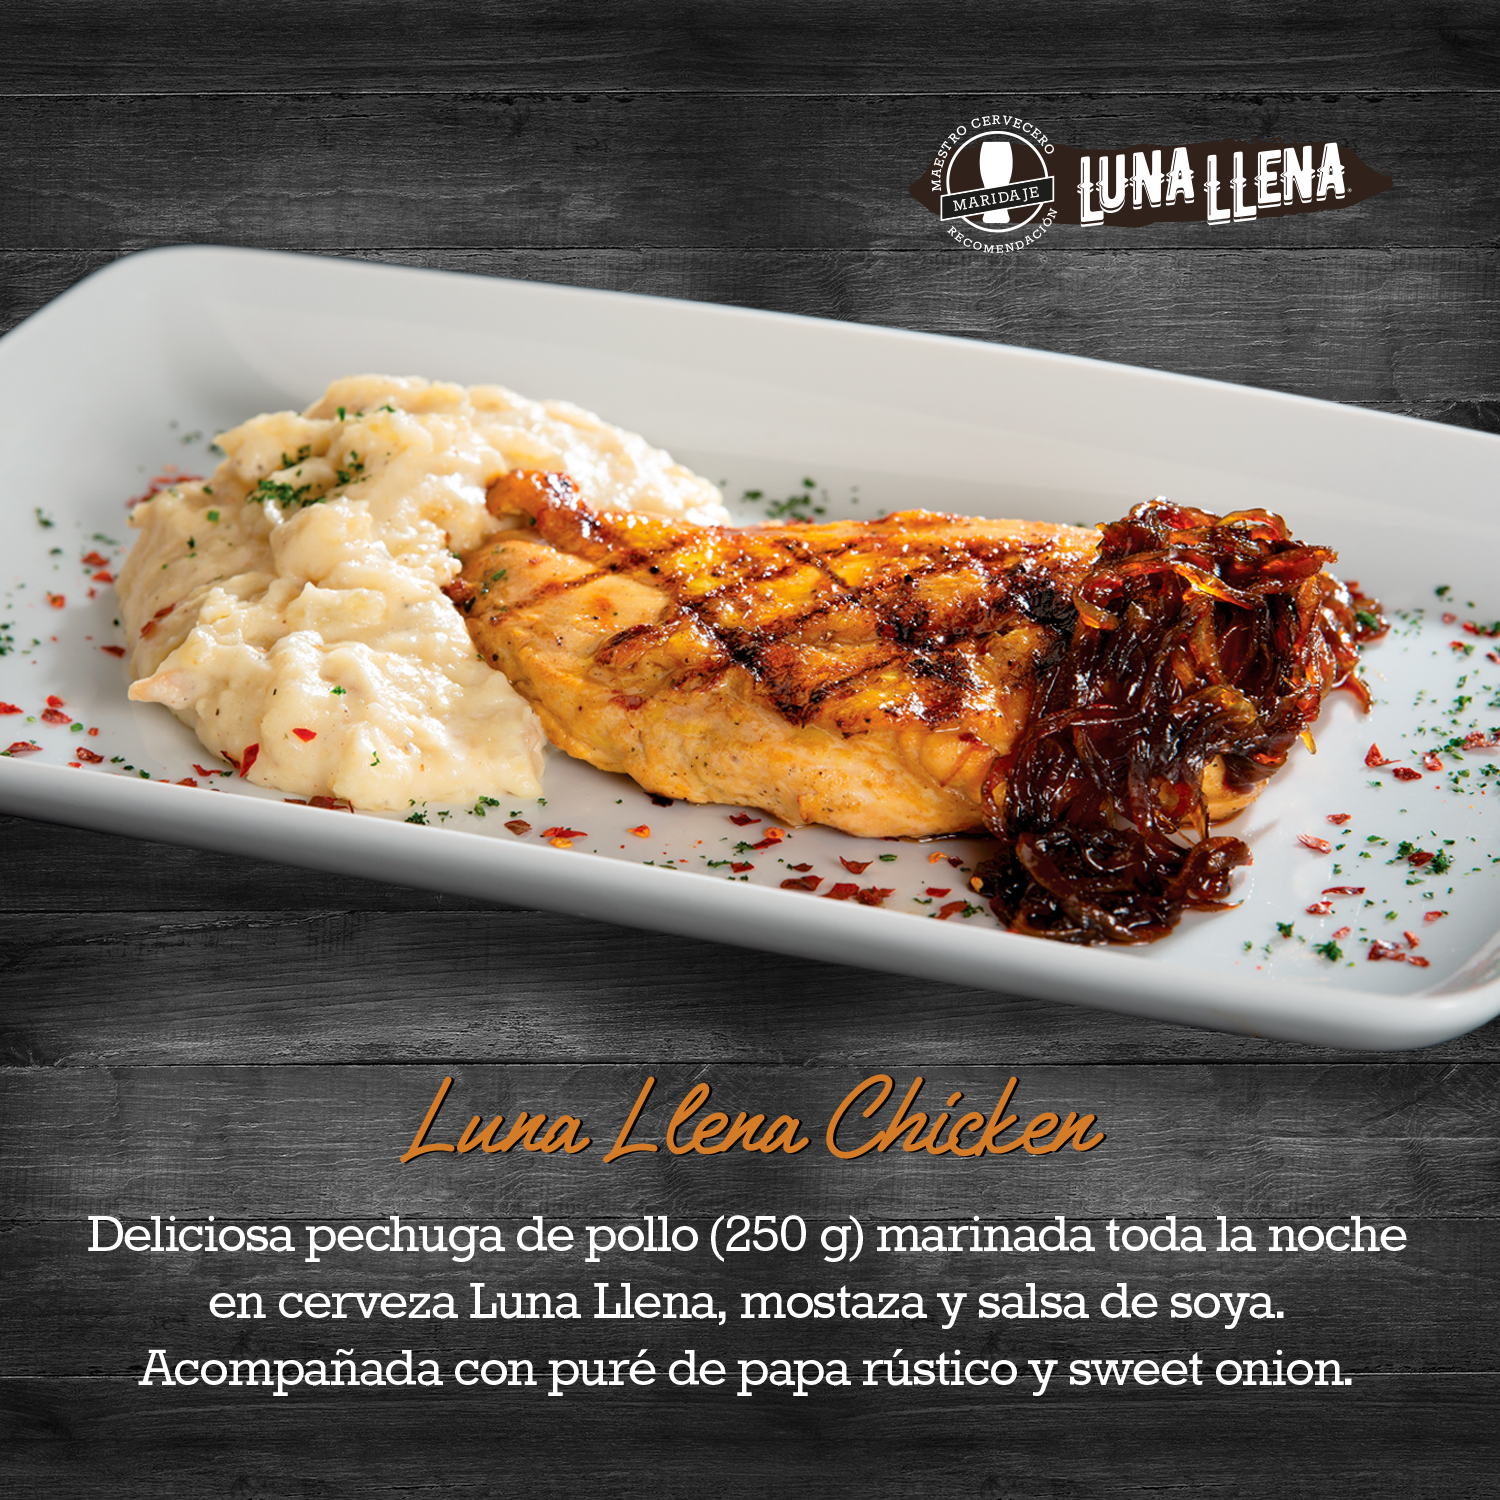 MAESTRO CERVECERO
MARIDAJE
RECOMENDACIÓN
LUNA LLENA
Luna Llena Chicken
Deliciosa pechuga de pollo (250 g) marinada toda la noche
en cerveza Luna Llena, mostaza y salsa de soya.
Acompañada con puré de papa rústico y sweet onion.